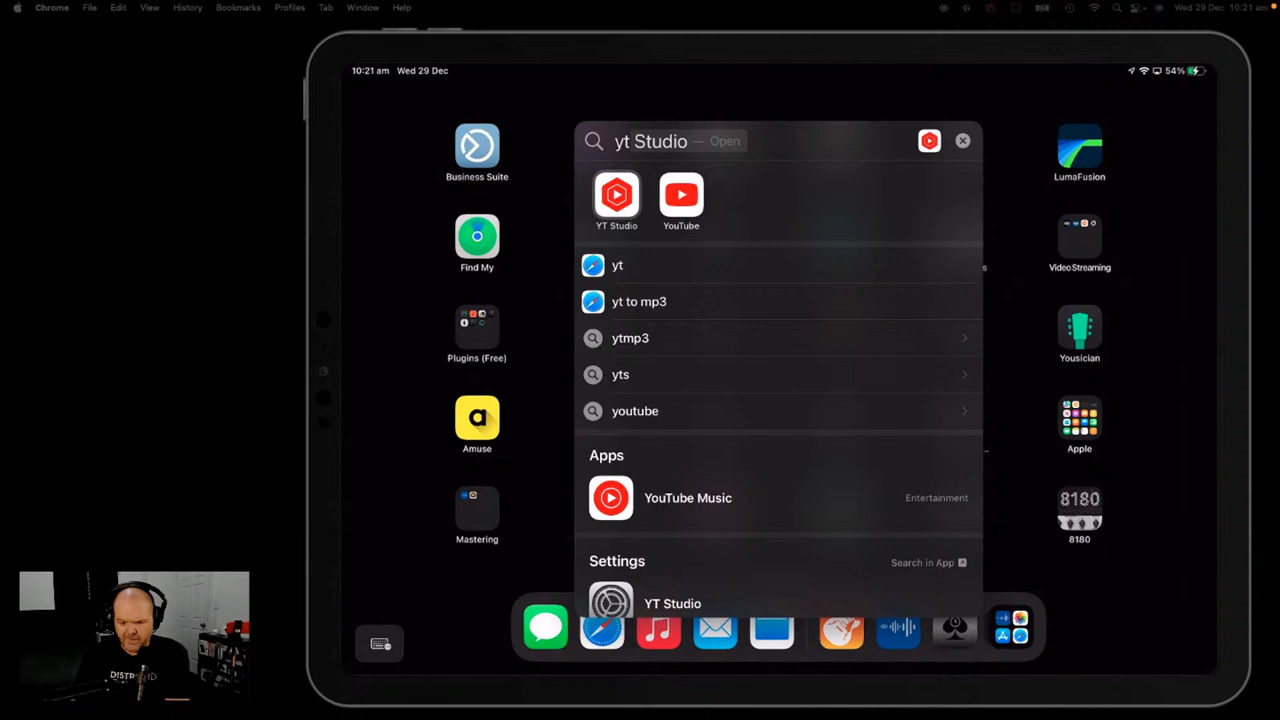 Chrome File Edit View History Bookmarks Profiles Tab Window Help
Wed 29 Dec 10:21 am
10:21 am Wed 29 Dec
54%
yt Studio — Open
Business Suite
YT Studio
YouTube
LumaFusion
Find My
yt
yt to mp3
Video Streaming
Plugins (Free)
ytmp3
yts
youtube
Yousician
Amuse
Apps
YouTube Music
Entertainment
Apple
Mastering
Settings
Search in App
YT Studio
8180
8180